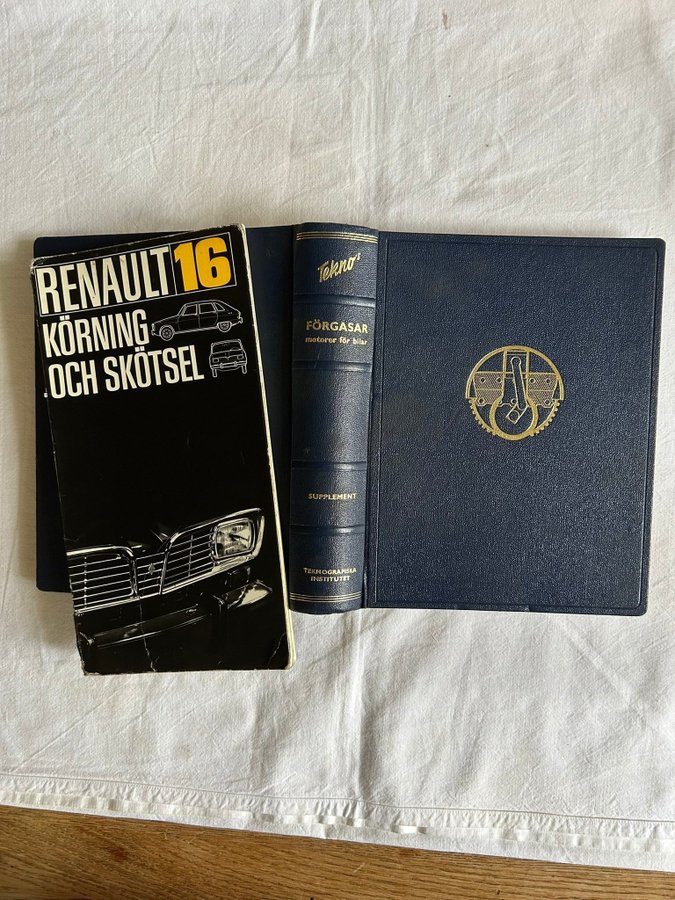 RENAULT 16
KÖRNING
OCH SKÖTSEL
Tekno's
FÖRGASAR
motorer för bilar
SUPPLEMENT
TEKNOGRAFISKA
INSTITUTET